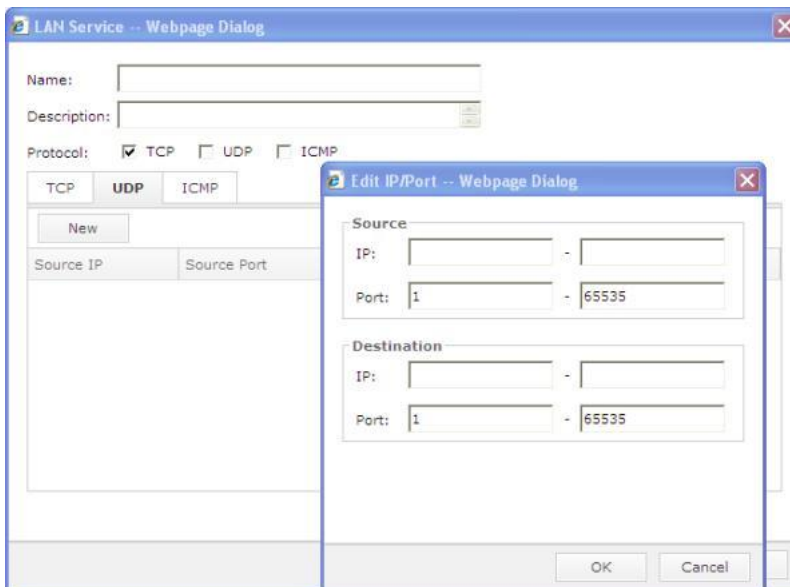 LAN Service -- Webpage Dialog
Name:
Description:
Protocol: TCP UDP ICMP
TCP UDP ICMP
New
Source IP Source Port
Edit IP/Port -- Webpage Dialog
Source
IP: -
Port: 1 - 65535
Destination
IP: -
Port: 1 - 65535
OK Cancel